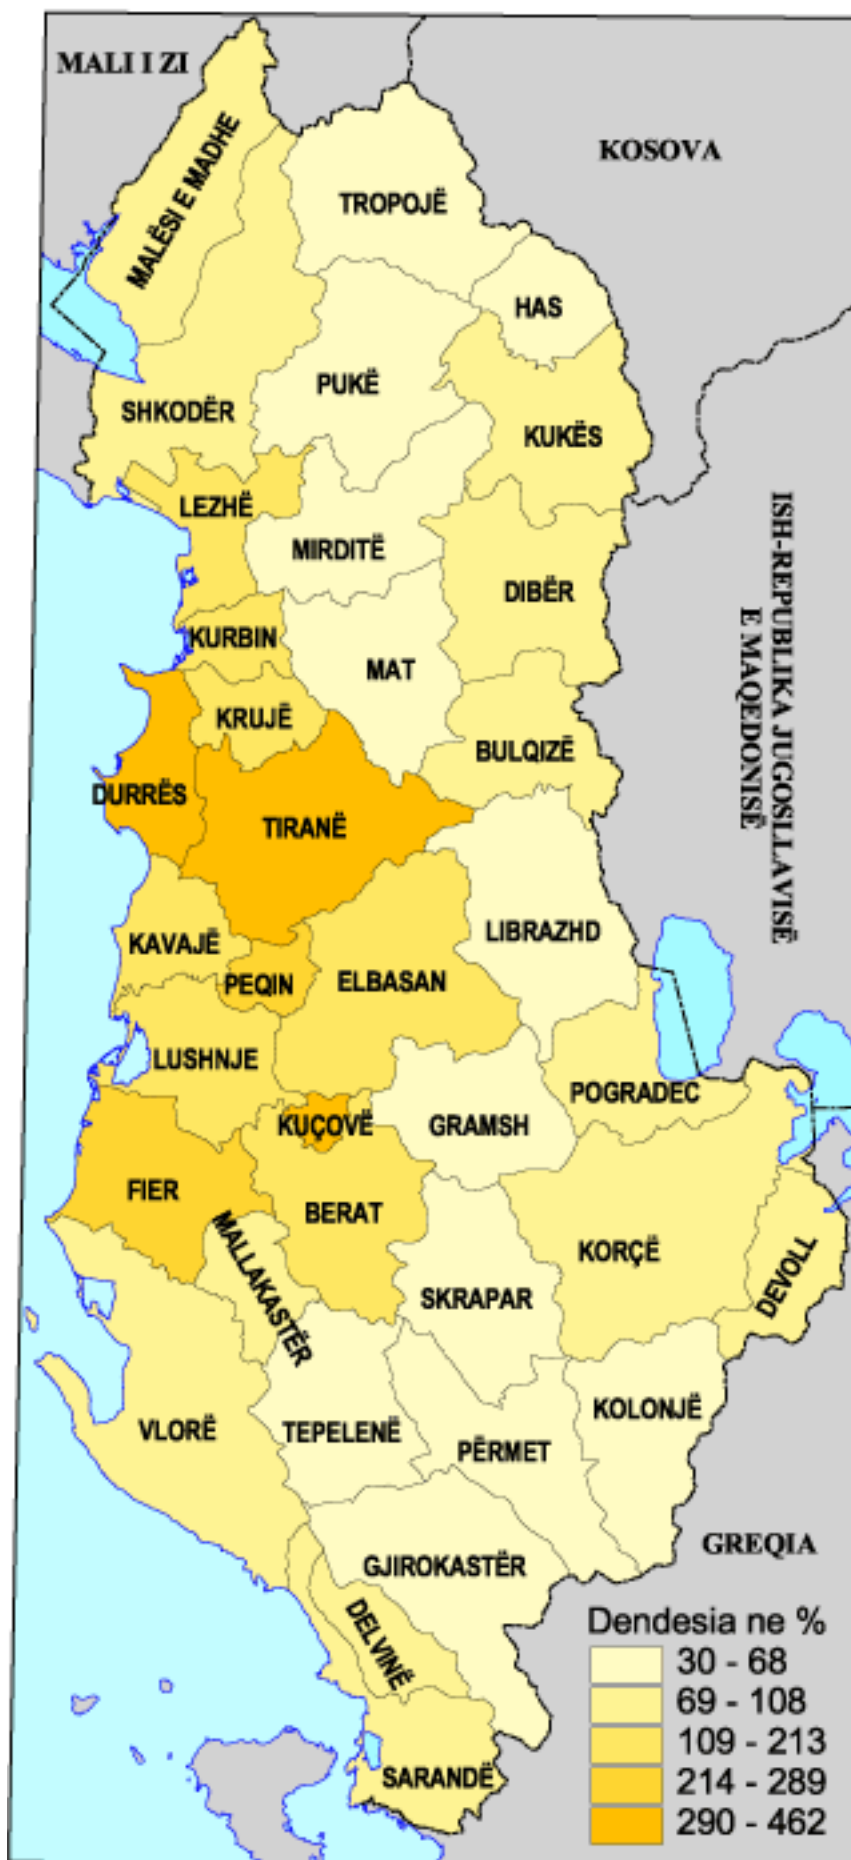 MALI I ZI
KOSOVA
MALËSI E MADHE
TROPOJË
HAS
PUKË
SHKODËR
KUKËS
LEZHË
MIRDITË
DIBËR
ISH-REPUBLIKA JUGOSLLAVISË
E MAQEDONISË
KURBIN
MAT
KRUJË
BULQIZË
DURRËS
TIRANË
LIBRAZHD
KAVAJË
PEQIN
ELBASAN
LUSHNJE
POGRADEC
KUÇOVË
GRAMSH
FIER
BERAT
MALLAKASTËR
KORÇË
DEVOLL
SKRAPAR
VLORË
TEPELENË
KOLONJË
PËRMET
GREQIA
GJIROKASTËR
DELVINË
SARANDË
Dendesia ne %
30 - 68
69 - 108
109 - 213
214 - 289
290 - 462